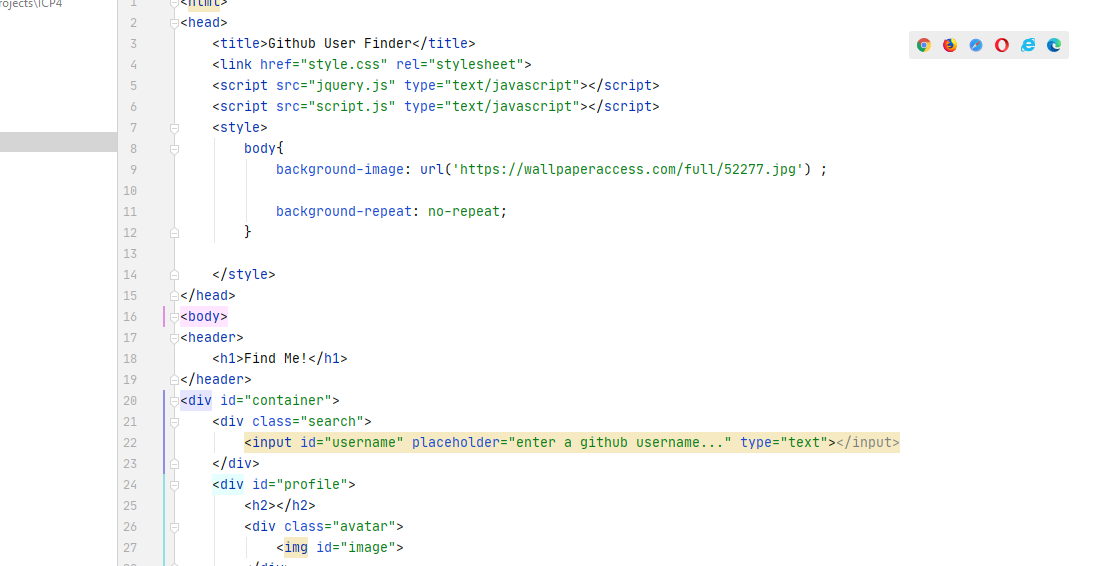 rojects\ICP4
1 <html>
2 <head>
3 <title>Github User Finder</title>
4 <link href="style.css" rel="stylesheet">
5 <script src="jquery.js" type="text/javascript"></script>
6 <script src="script.js" type="text/javascript"></script>
7 <style>
8 body{
9 background-image: url('https://wallpaperaccess.com/full/52277.jpg') ;
10
11 background-repeat: no-repeat;
12 }
13
14 </style>
15 </head>
16 <body>
17 <header>
18 <h1>Find Me!</h1>
19 </header>
20 <div id="container">
21 <div class="search">
22 <input id="username" placeholder="enter a github username..." type="text"></input>
23 </div>
24 <div id="profile">
25 <h2></h2>
26 <div class="avatar">
27 <img id="image">
28 </div>